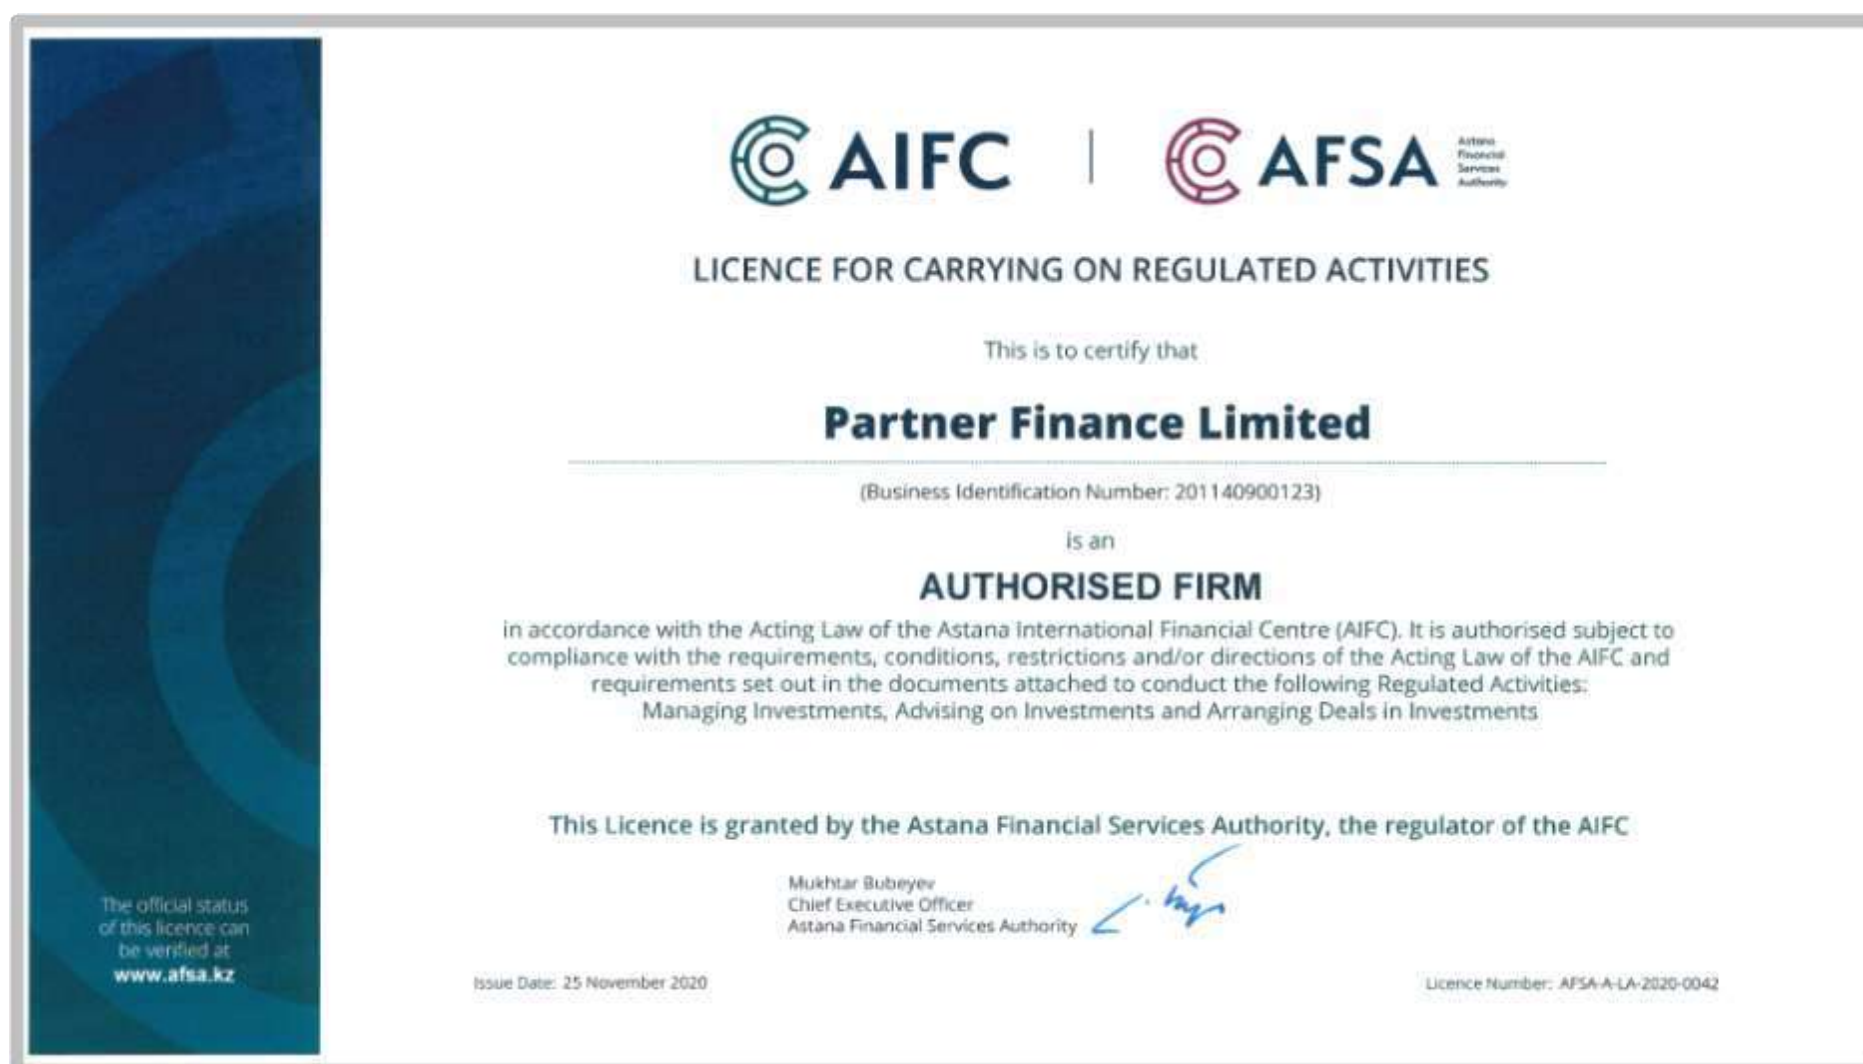 AIFC | AFSA Astana
Financial
Services
Authority
LICENCE FOR CARRYING ON REGULATED ACTIVITIES
This is to certify that
Partner Finance Limited
(Business Identification Number: 201140900123)
is an
AUTHORISED FIRM
in accordance with the Acting Law of the Astana International Financial Centre (AIFC). It is authorised subject to
compliance with the requirements, conditions, restrictions and/or directions of the Acting Law of the AIFC and
requirements set out in the documents attached to conduct the following Regulated Activities:
Managing Investments, Advising on Investments and Arranging Deals in Investments
This Licence is granted by the Astana Financial Services Authority, the regulator of the AIFC
Mukhtar Bubeyev
Chief Executive Officer
Astana Financial Services Authority
Issue Date: 25 November 2020
Licence Number: AFSA-A-LA-2020-0042
The official status
of this licence can
be verified at
www.afsa.kz